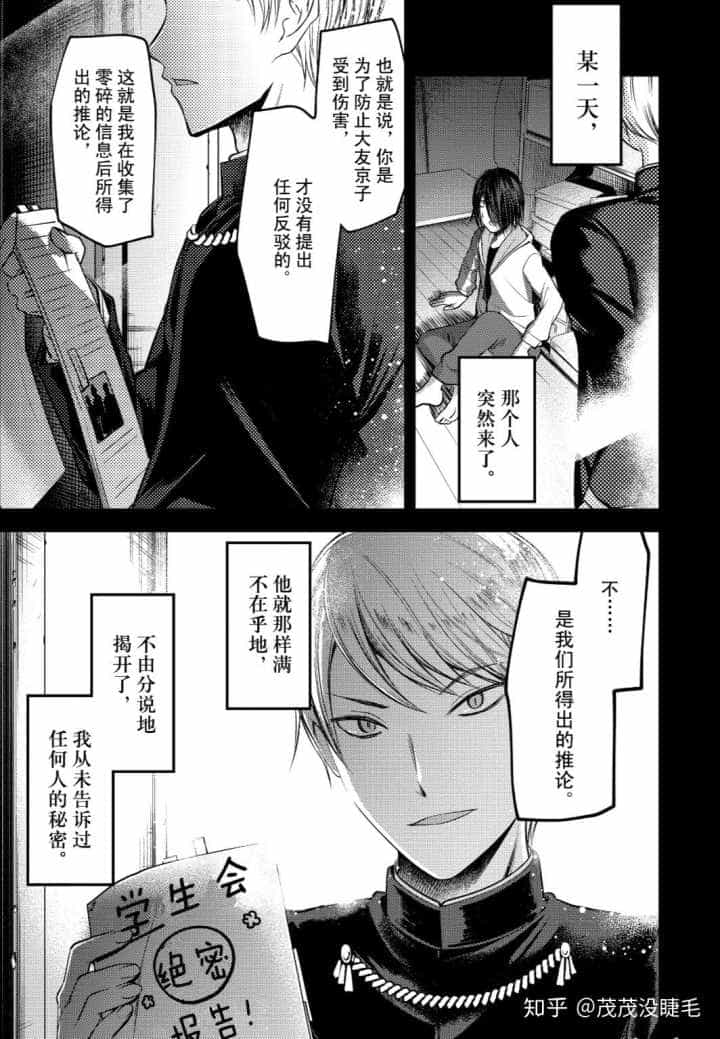 某一天，
那个人
突然来了。
也就是说，你是
为了防止大友京子
受到伤害，
才没有提出
任何反驳的。
这就是我在收集了
零碎的信息后所得
出的推论，
不……
是我们所得出的推论。
他就那样满
不在乎地，
不由分说地
揭开了，
我从未告诉过
任何人的秘密。
学生会
绝密
报告！
知乎 @茂茂没睫毛